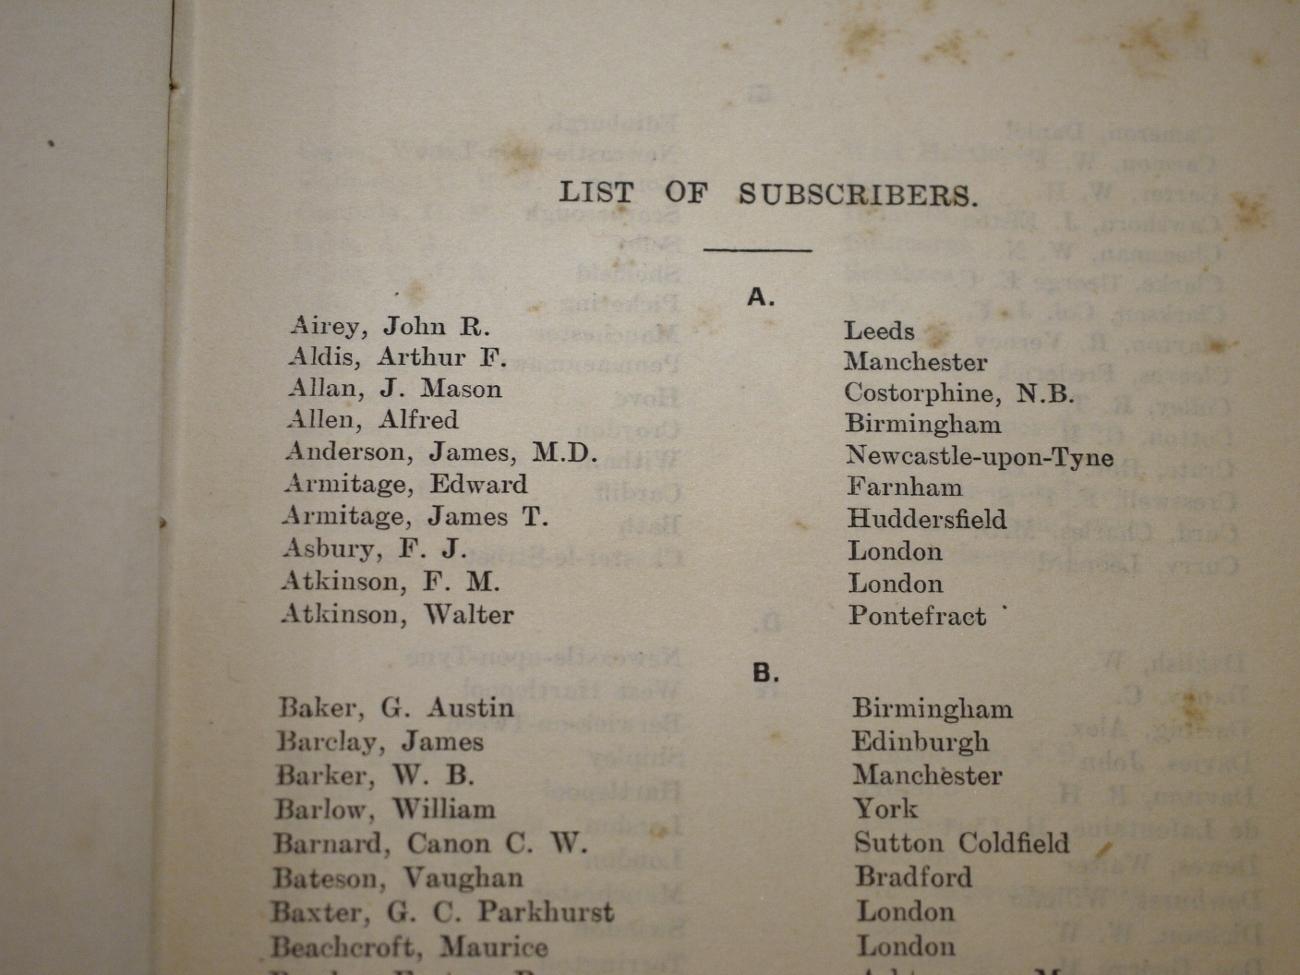 LIST OF SUBSCRIBERS.
A.
Airey, John R. Leeds
Aldis, Arthur F. Manchester
Allan, J. Mason Costorphine, N.B.
Allen, Alfred Birmingham
Anderson, James, M.D. Newcastle-upon-Tyne
Armitage, Edward Farnham
Armitage, James T. Huddersfield
Asbury, F. J. London
Atkinson, F. M. London
Atkinson, Walter Pontefract
B.
Baker, G. Austin Birmingham
Barclay, James Edinburgh
Barker, W. B. Manchester
Barlow, William York
Barnard, Canon C. W. Sutton Coldfield
Bateson, Vaughan Bradford
Baxter, G. C. Parkhurst London
Beachcroft, Maurice London